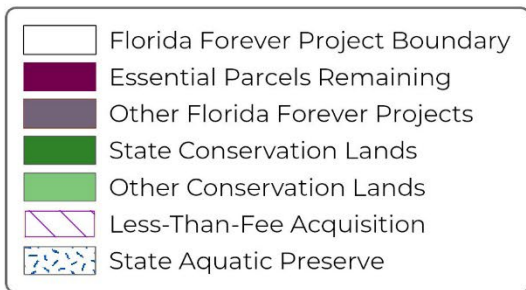 Florida Forever Project Boundary
Essential Parcels Remaining
Other Florida Forever Projects
State Conservation Lands
Other Conservation Lands
Less-Than-Fee Acquisition
State Aquatic Preserve